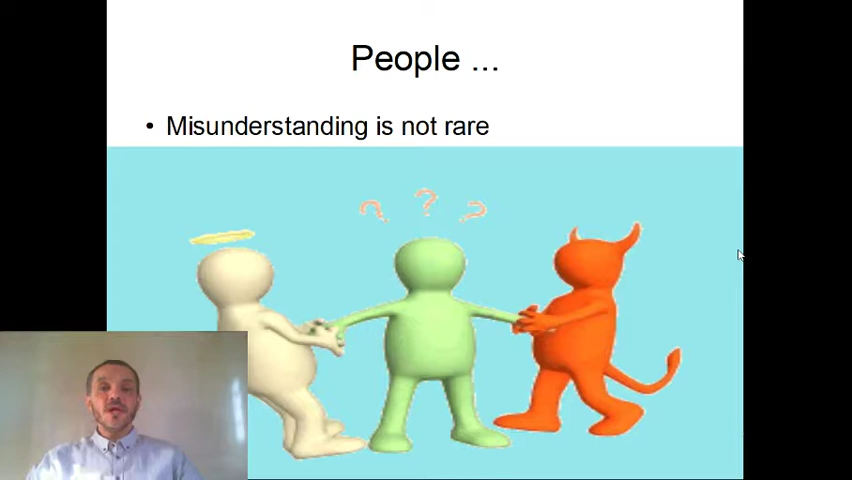 People ...
• Misunderstanding is not rare
? ? ?